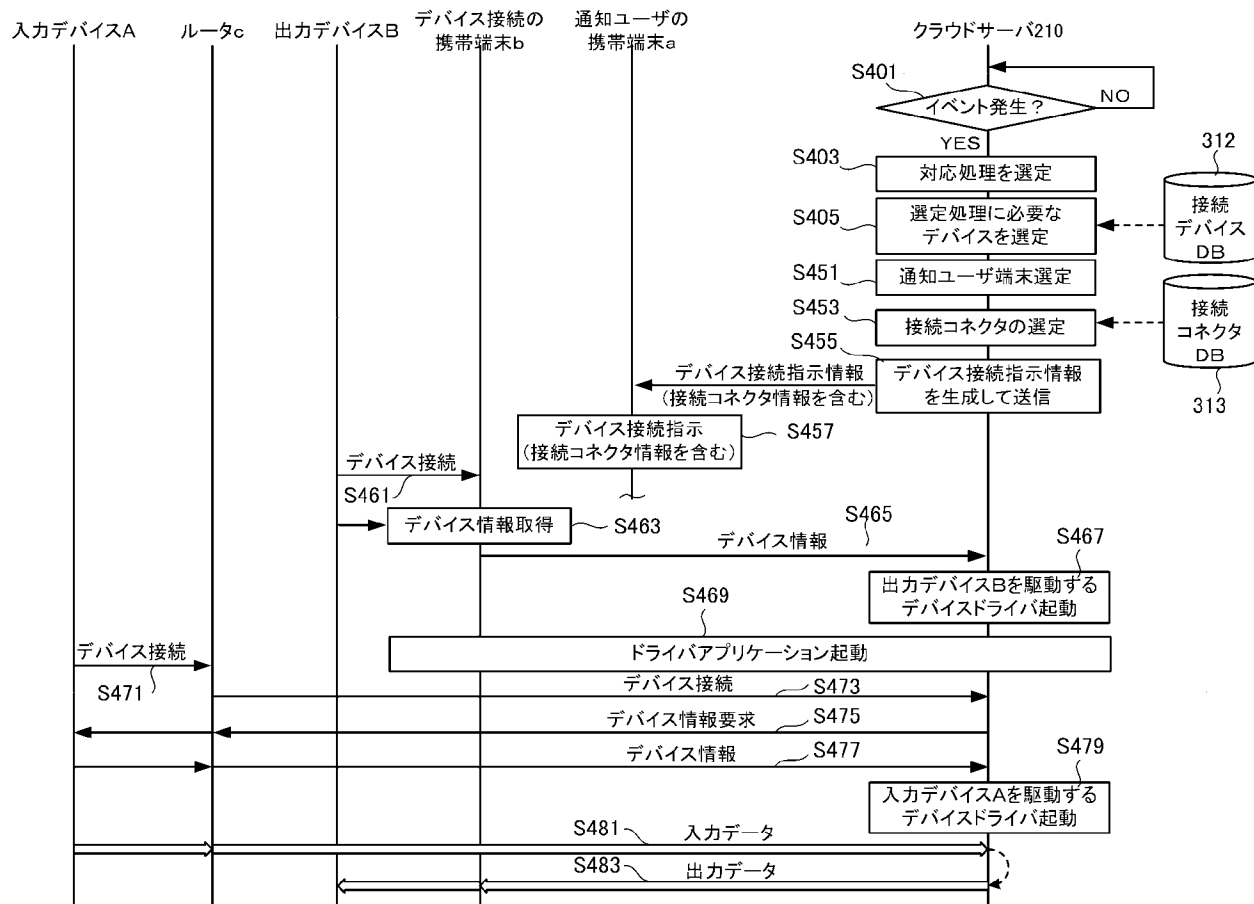 入力デバイスA
ルータc
出力デバイスB
デバイス接続の
携帯端末b
通知ユーザの
携帯端末a
クラウドサーバ210
S401
イベント発生？
NO
YES
S403
対応処理を選定
312
接続
デバイス
DB
S405
選定処理に必要な
デバイスを選定
S451
通知ユーザ端末選定
S453
接続コネクタの選定
接続
コネクタ
DB
313
S455
デバイス接続指示情報
（接続コネクタ情報を含む）
デバイス接続指示情報
を生成して送信
デバイス接続指示
（接続コネクタ情報を含む）
S457
デバイス接続
S461
デバイス情報取得
S463
S465
デバイス情報
S467
出力デバイスBを駆動する
デバイスドライバ起動
S469
ドライバアプリケーション起動
デバイス接続
S471
デバイス接続
S473
デバイス情報要求
S475
デバイス情報
S477
S479
入力デバイスAを駆動する
デバイスドライバ起動
S481
入力データ
S483
出力データ